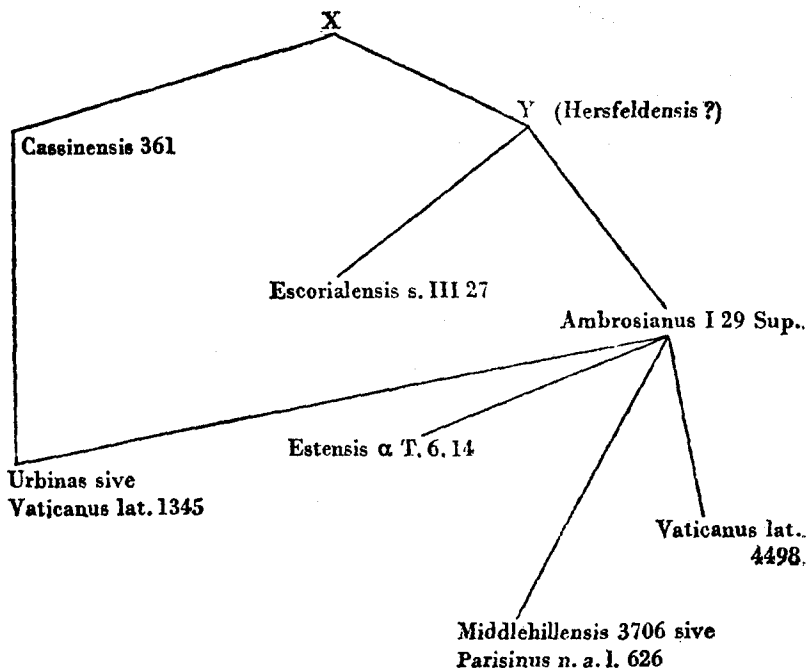 X
Y (Hersfeldensis ?)
Cassinensis 361
Escorialensis s. III 27
Ambrosianus I 29 Sup..
Estensis α T. 6. 14
Urbinas sive
Vaticanus lat. 1345
Vaticanus lat..
4498.
Middlehillensis 3706 sive
Parisinus n. a. l. 626